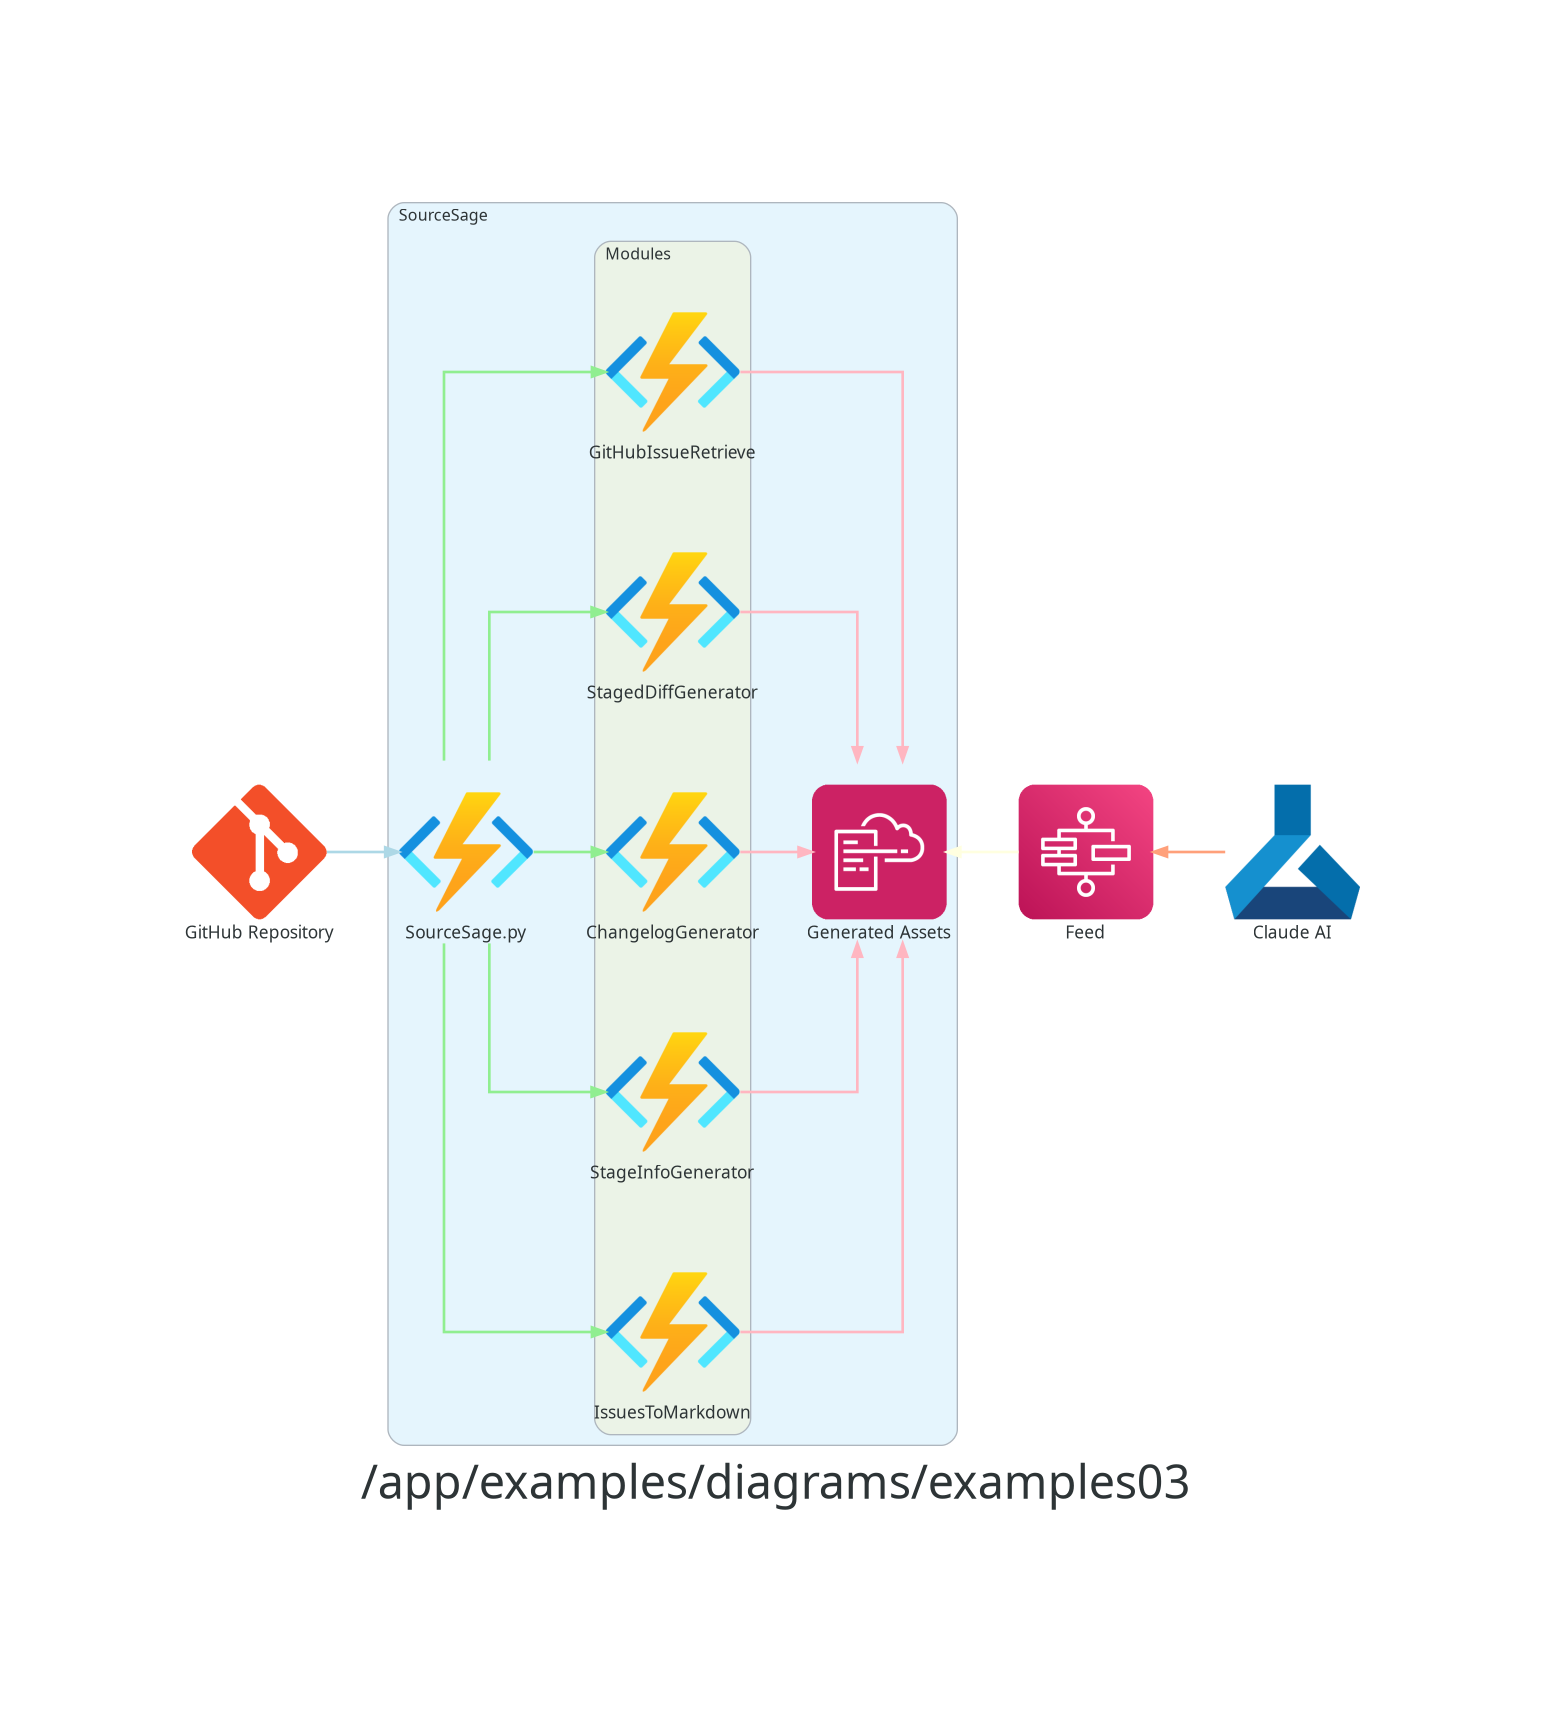 SourceSage
Modules
GitHubIssueRetrieve
StagedDiffGenerator
GitHub Repository
SourceSage.py
ChangelogGenerator
Generated Assets
Feed
Claude AI
StageInfoGenerator
IssuesToMarkdown
/app/examples/diagrams/examples03